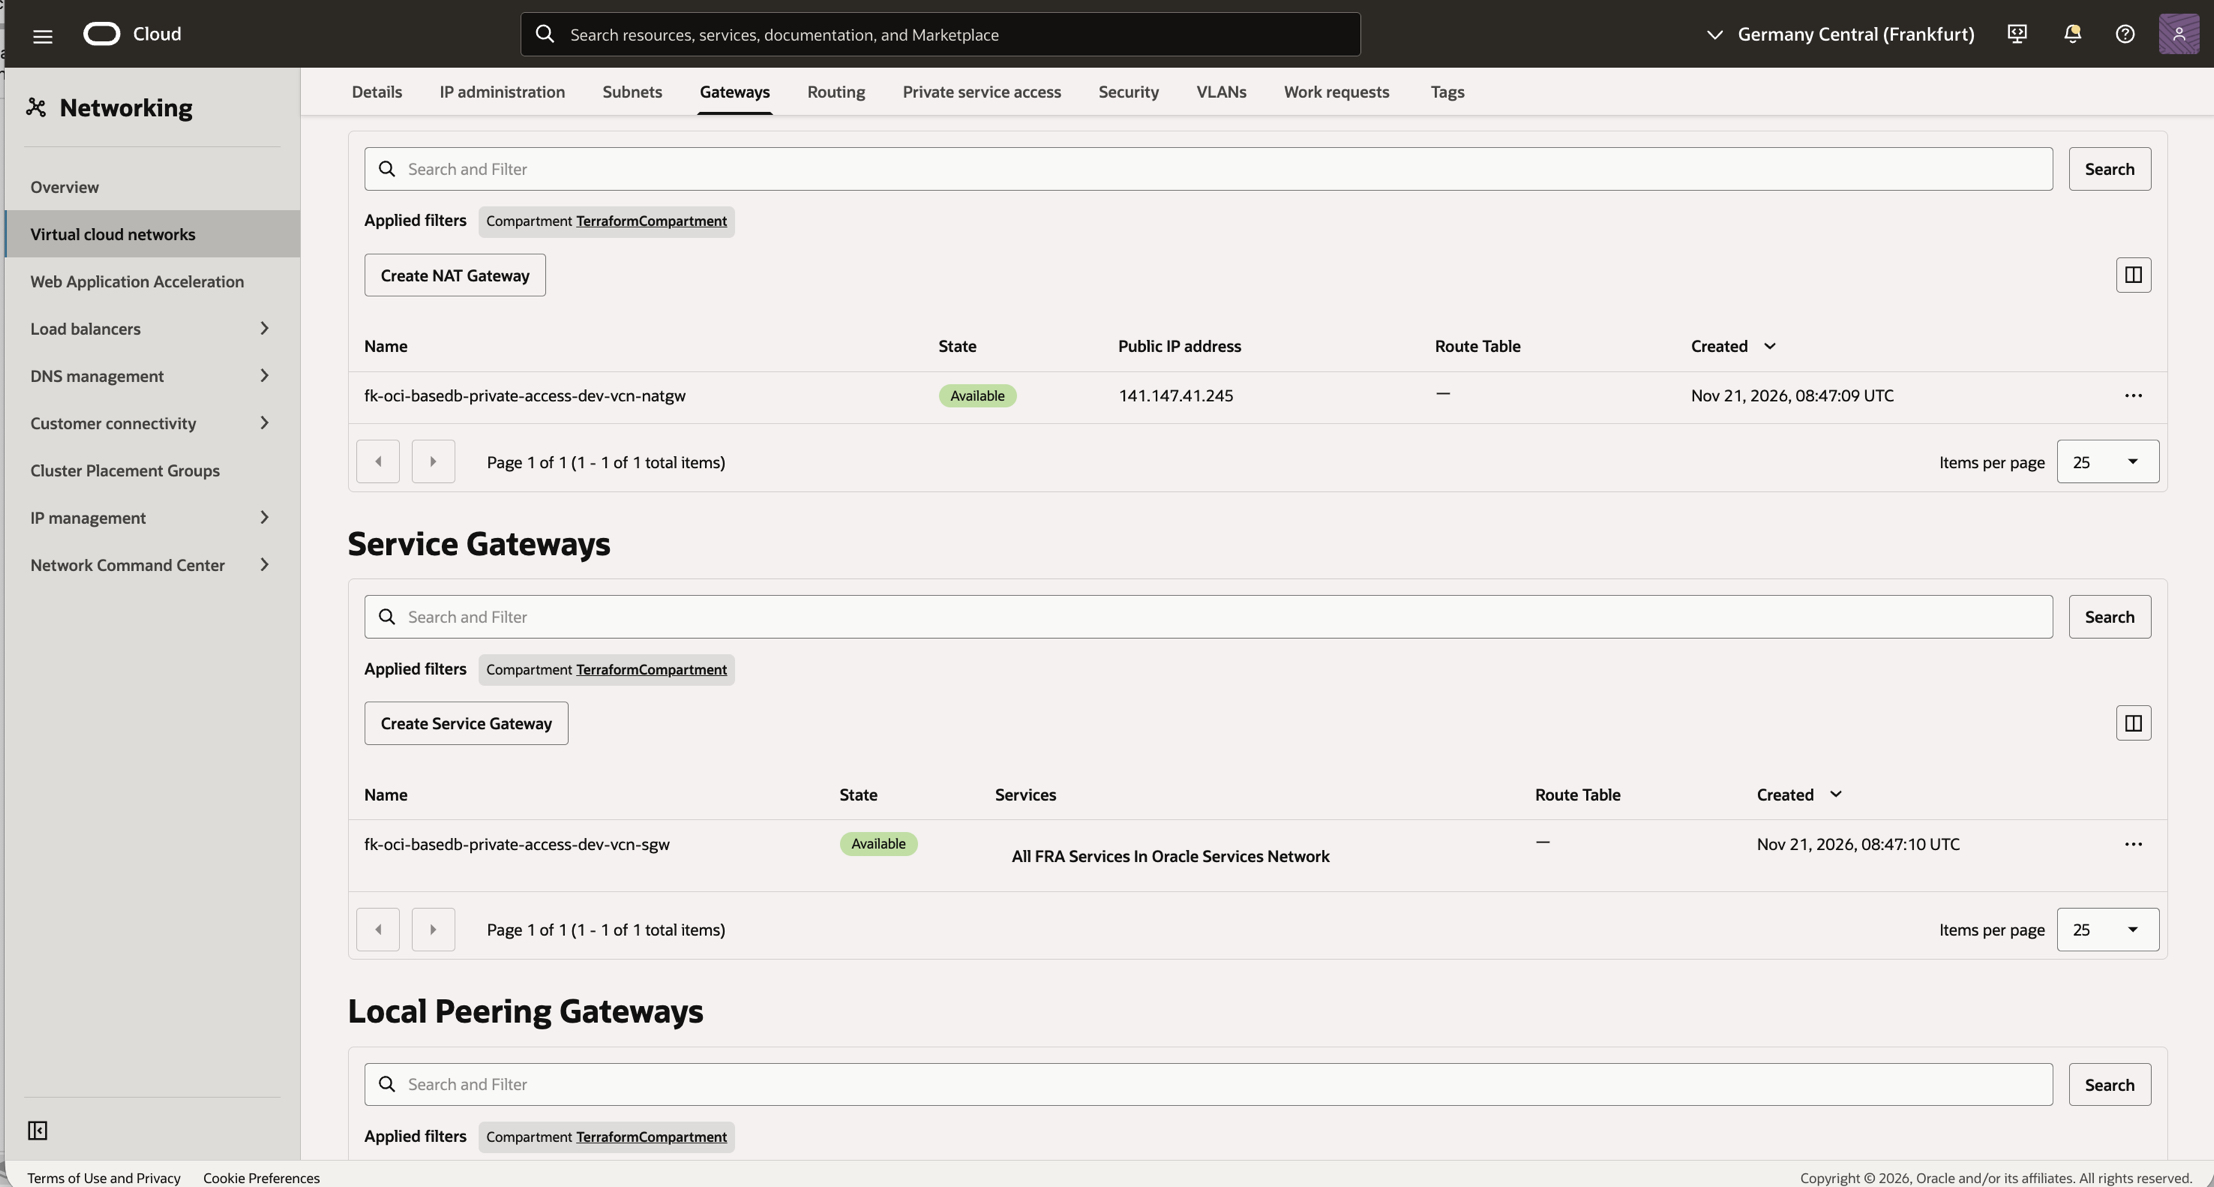 Cloud
Search resources, services, documentation, and Marketplace
Germany Central (Frankfurt)
Networking
Overview
Virtual cloud networks
Web Application Acceleration
Load balancers
DNS management
Customer connectivity
Cluster Placement Groups
IP management
Network Command Center
Details IP administration Subnets Gateways Routing Private service access Security VLANs Work requests Tags
Search and Filter
Search
Applied filters Compartment TerraformCompartment
Create NAT Gateway
Name State Public IP address Route Table Created
fk-oci-basedb-private-access-dev-vcn-natgw Available 141.147.41.245 — Nov 21, 2026, 08:47:09 UTC
Page 1 of 1 (1 - 1 of 1 total items) Items per page 25
Service Gateways
Search and Filter
Search
Applied filters Compartment TerraformCompartment
Create Service Gateway
Name State Services Route Table Created
fk-oci-basedb-private-access-dev-vcn-sgw Available All FRA Services In Oracle Services Network — Nov 21, 2026, 08:47:10 UTC
Page 1 of 1 (1 - 1 of 1 total items) Items per page 25
Local Peering Gateways
Search and Filter
Search
Applied filters Compartment TerraformCompartment
Terms of Use and Privacy Cookie Preferences
Copyright © 2026, Oracle and/or its affiliates. All rights reserved.